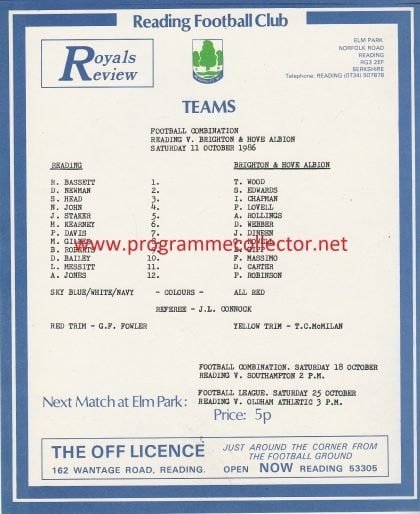 Reading Football Club
Royals Review
ELM PARK
NORFOLK ROAD
READING
RG3 2EF
BERKSHIRE
Telephone: READING (0734) 507878
TEAMS
FOOTBALL COMBINATION
READING V. BRIGHTON & HOVE ALBION
SATURDAY 11 OCTOBER 1986
READING BRIGHTON & HOVE ALBION
R. BASSETT 1. T. WOOD
D. NEWMAN 2. S. EDWARDS
S. HEAD 3. I. CHAPMAN
N. JOHN 4. P. LOVELL
J. STAKER 5. A. ROLLINGS
M. KEARNEY 6. D. WEBBER
P. DAVIS 7. J. DINEEN
M. GILBES
www.programmecollector.net
B. ROBERTS
D. BAILEY 10. F. MASSIMO
L. MESSITT 11. D. CARTER
A. JONES 12. P. ROBINSON
SKY BLUE/WHITE/NAVY - COLOURS - ALL RED
REFEREE - J.L. CONNOCK
RED TRIM - G.F. FOWLER YELLOW TRIM - T.C.McMILAN
FOOTBALL COMBINATION. SATURDAY 18 OCTOBER
READING V. SOUTHAMPTON 2 P.M.
FOOTBALL LEAGUE. SATURDAY 25 OCTOBER
Next Match at Elm Park: READING V. OLDHAM ATHLETIC 3 P.M.
Price: 5p
THE OFF LICENCE JUST AROUND THE CORNER FROM
THE FOOTBALL GROUND
162 WANTAGE ROAD, READING. OPEN NOW READING 53305